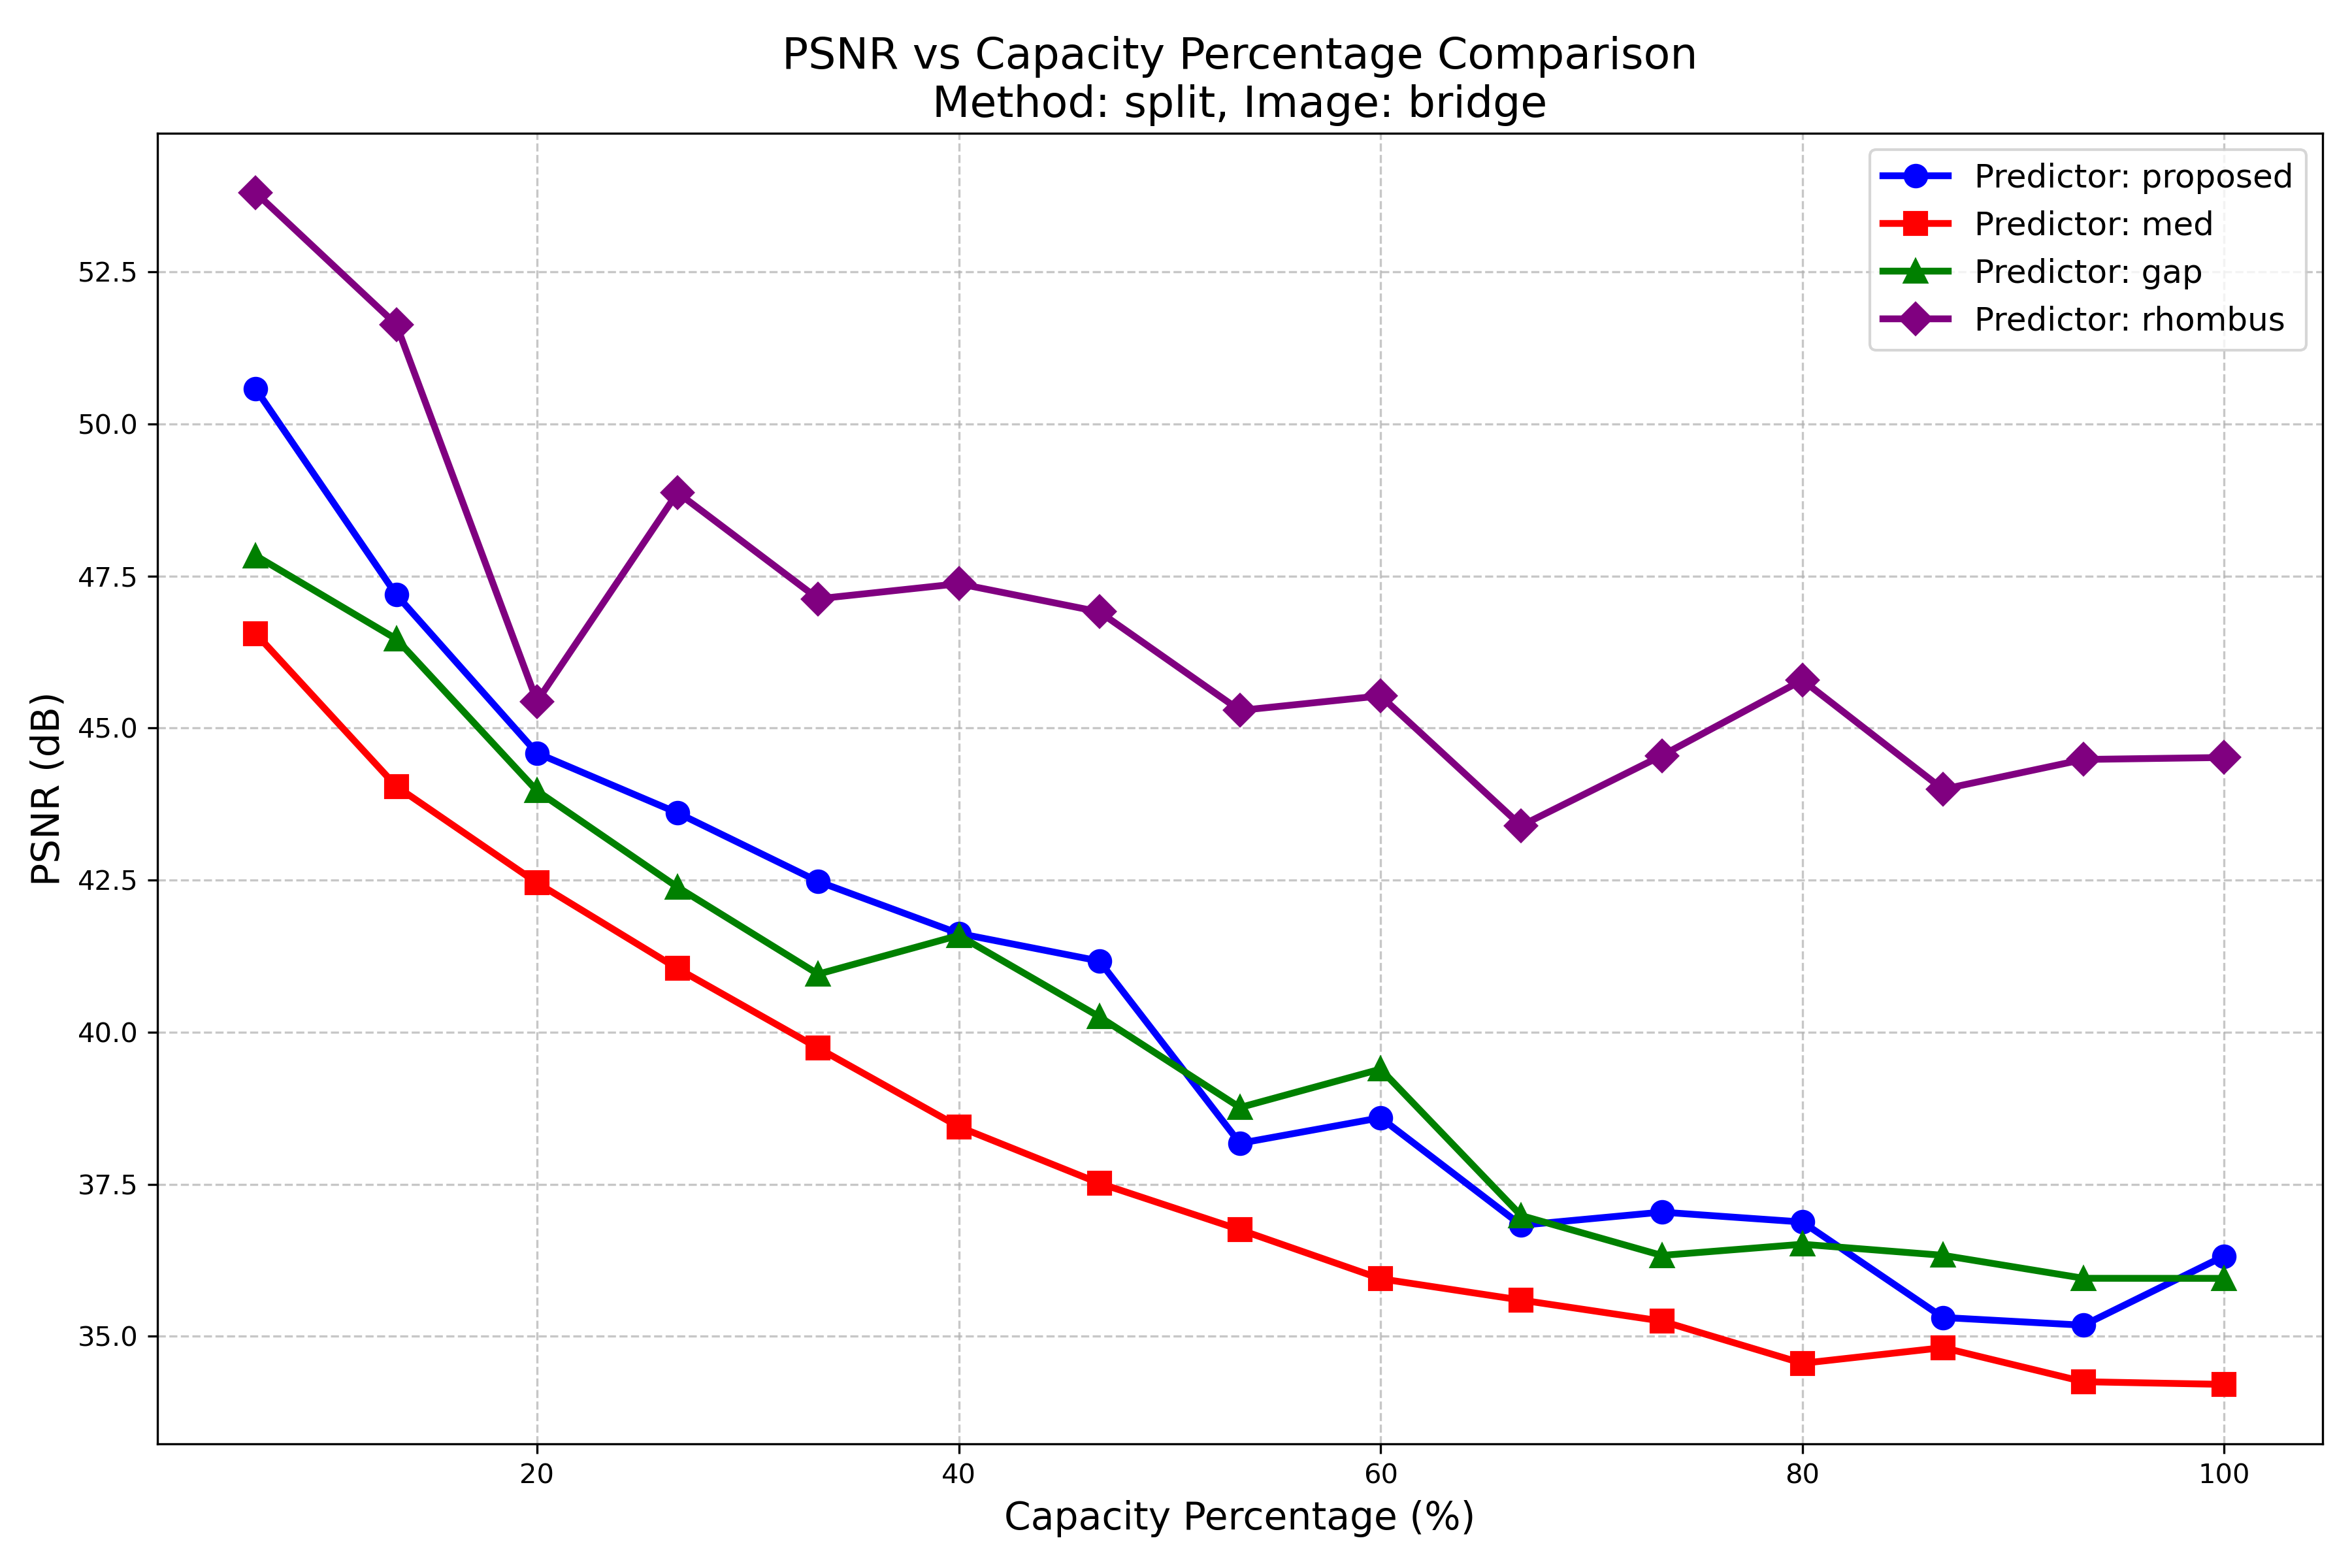 PSNR vs Capacity Percentage Comparison
Method: split, Image: bridge
Predictor: proposed
Predictor: med
Predictor: gap
Predictor: rhombus
PSNR (dB)
52.5
50.0
47.5
45.0
42.5
40.0
37.5
35.0
20 40 60 80 100
Capacity Percentage (%)